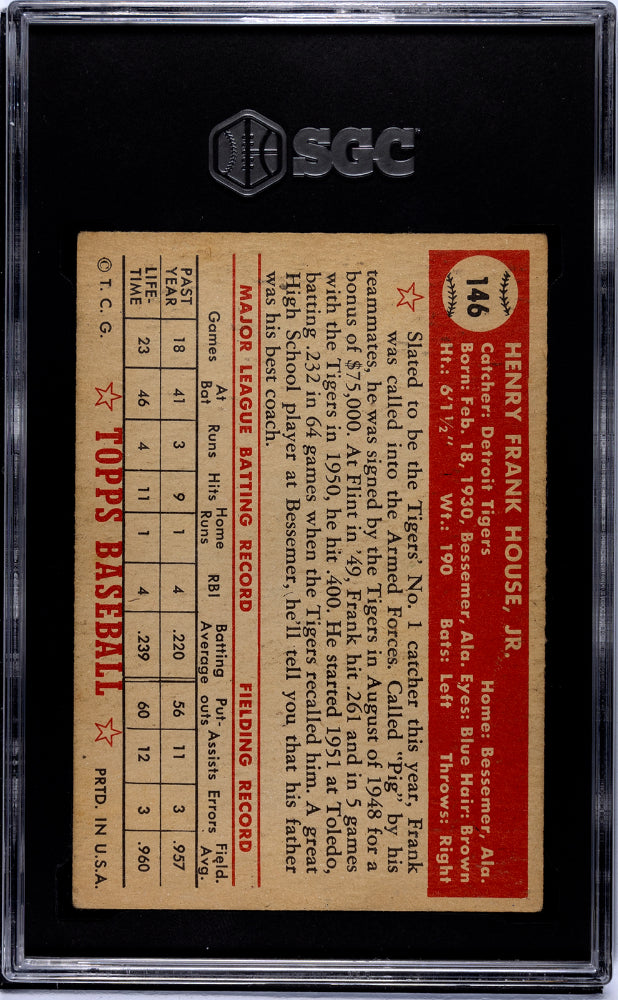 SGC
146
HENRY FRANK HOUSE, JR.
Catcher: Detroit Tigers Home: Bessemer, Ala.
Born: Feb. 18, 1930, Bessemer, Ala. Eyes: Blue Hair: Brown
Ht.: 6'1½" Wt.: 190 Bats: Left Throws: Right
Slated to be the Tigers' No. 1 catcher this year, Frank
was called into the Armed Forces. Called "Pig" by his
teammates, he was signed by the Tigers in August of 1948 for a
bonus of $75,000. At Flint in '49, Frank hit .261 and in 5 games
with the Tigers in 1950, he hit .400. He started 1951 at Toledo,
batting .232 in 64 games when the Tigers recalled him. A great
High School player at Bessemer, he'll tell you that his father
was his best coach.
MAJOR LEAGUE BATTING RECORD FIELDING RECORD
Games At Bat Runs Hits Home Runs RBI Batting Average Put-outs Assists Errors Field. Avg.
PAST YEAR 18 41 3 9 1 4 .220 56 11 3 .957
LIFE-TIME 23 46 4 11 1 4 .239 60 12 3 .960
© T. C. G. TOPPS BASEBALL PRTD. IN U.S.A.